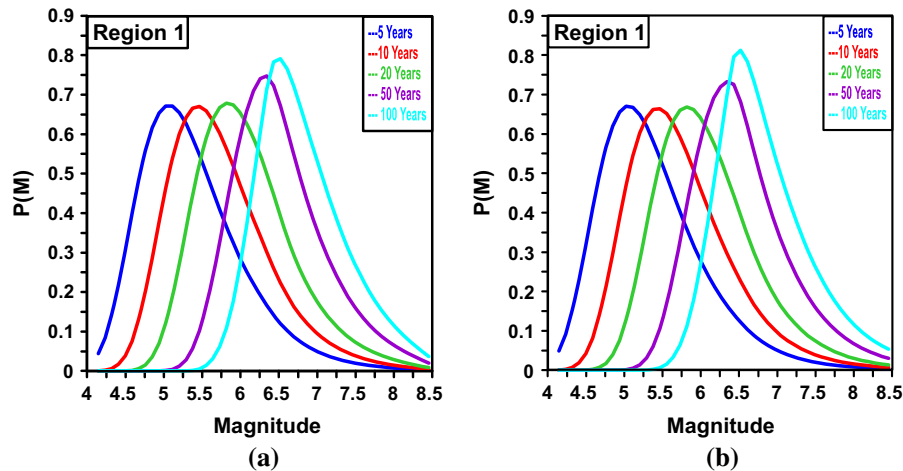 Region 1
---5 Years
---10 Years
--- 20 Years
--- 50 Years
--- 100 Years
P(M)
0.9
0.8
0.7
0.6
0.5
0.4
0.3
0.2
0.1
0
4 4.5 5 5.5 6 6.5 7 7.5 8 8.5
Magnitude
(a)
Region 1
---5 Years
---10 Years
--- 20 Years
--- 50 Years
--- 100 Years
P(M)
0.9
0.8
0.7
0.6
0.5
0.4
0.3
0.2
0.1
0
4 4.5 5 5.5 6 6.5 7 7.5 8 8.5
Magnitude
(b)